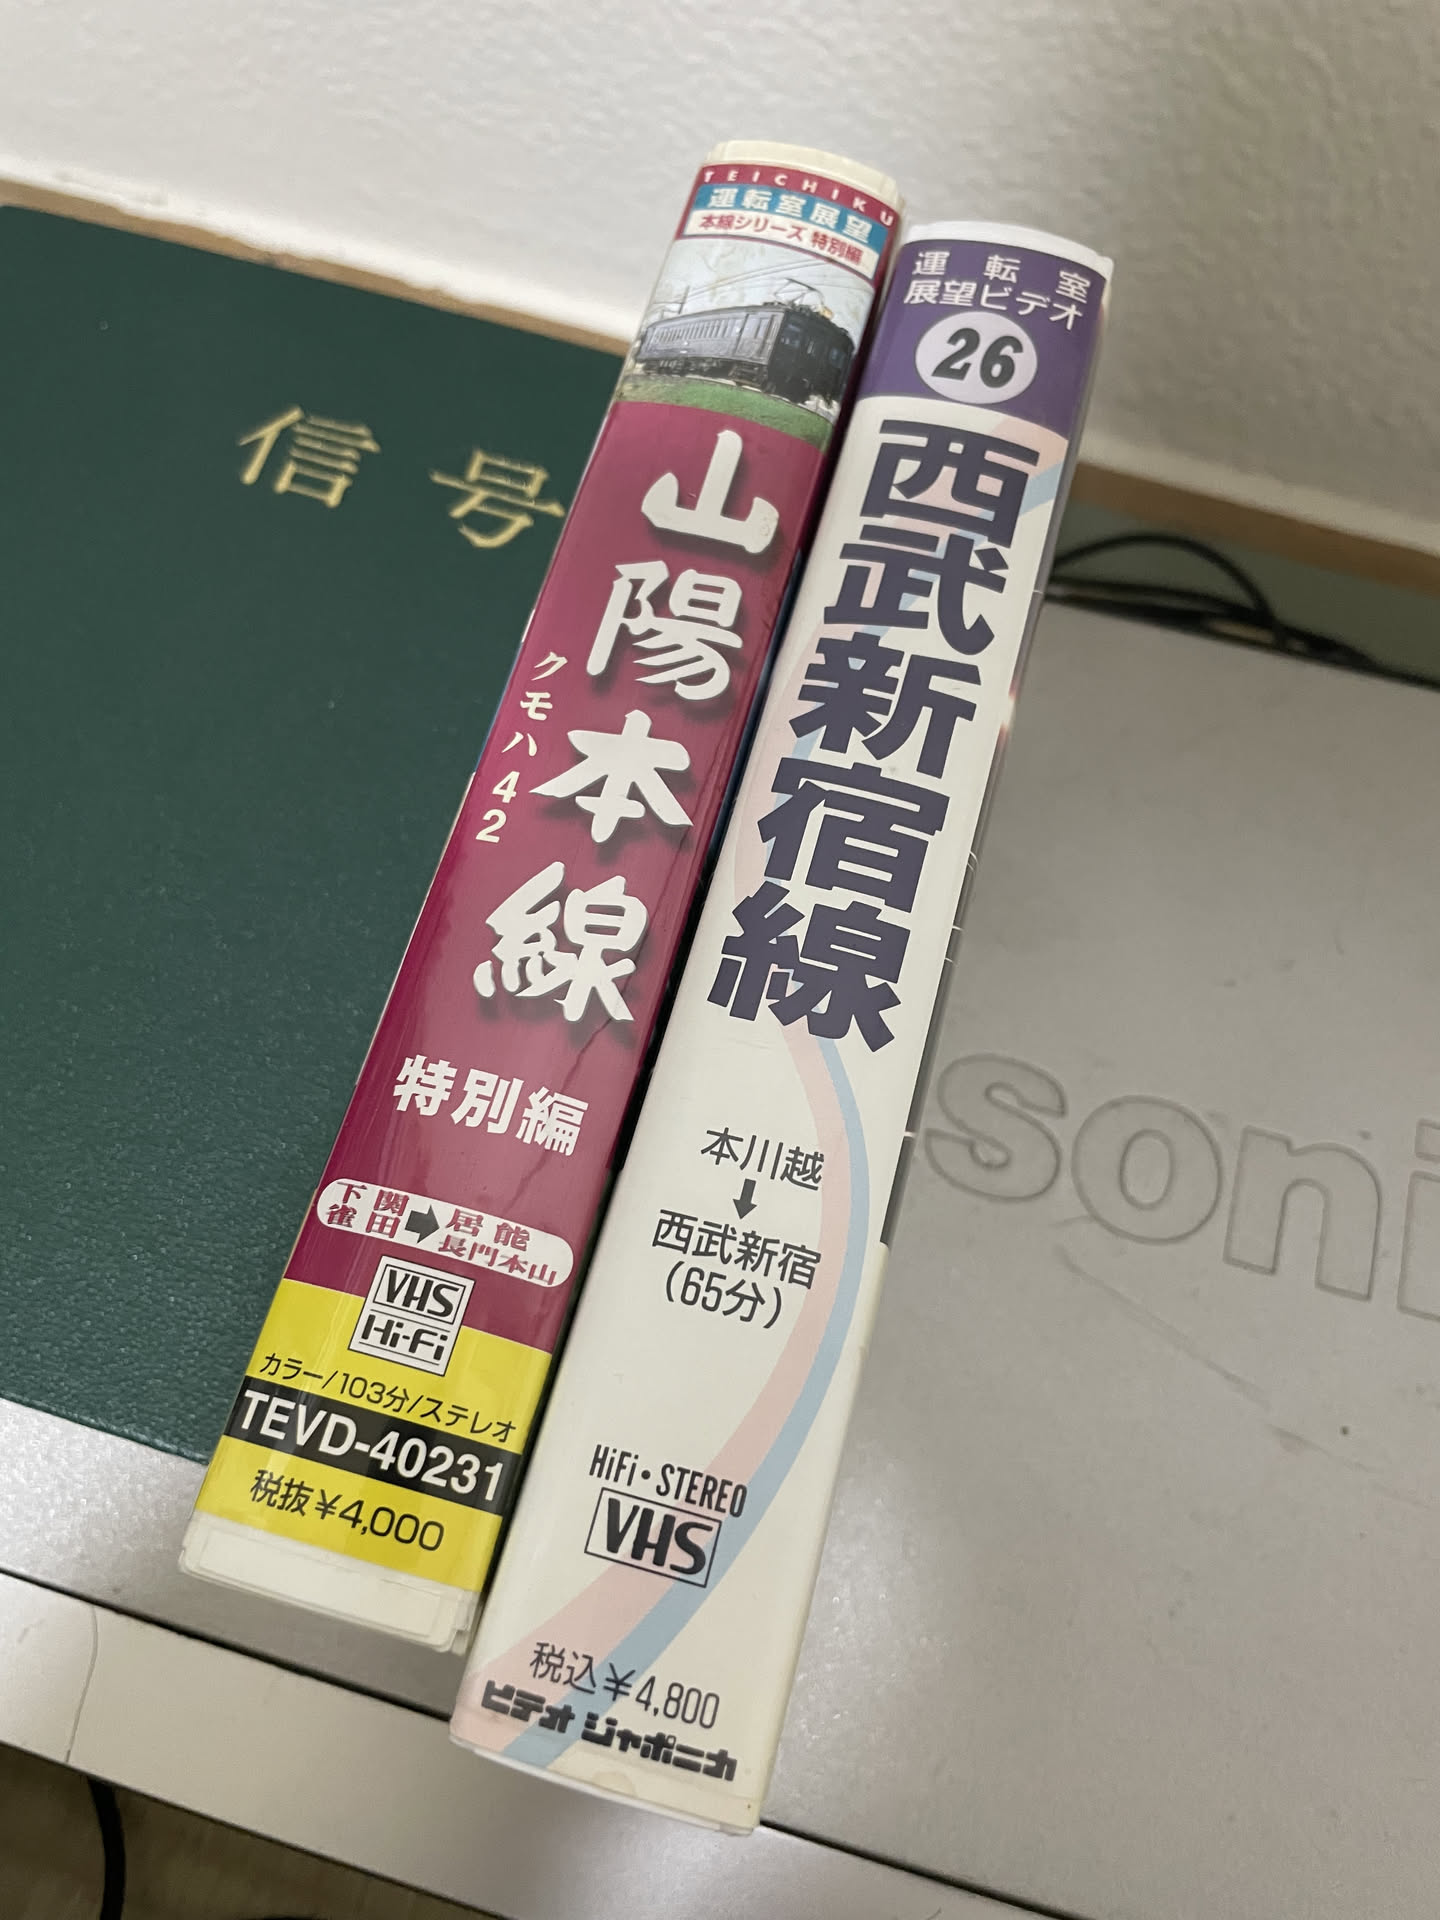 信号
TEICHIKU
運転室展望
本線シリーズ 特別編
山陽本線
クモハ42
特別編
下関 居能
雀田➡長門本山
VHS
Hi-Fi
カラー/103分/ステレオ
TEVD-40231
税抜￥4,000
運転室
展望ビデオ
26
西武新宿線
本川越
⬇
西武新宿
(65分)
HiFi・STEREO
VHS
税込￥4,800
ビデオ ジャポニカ
soni